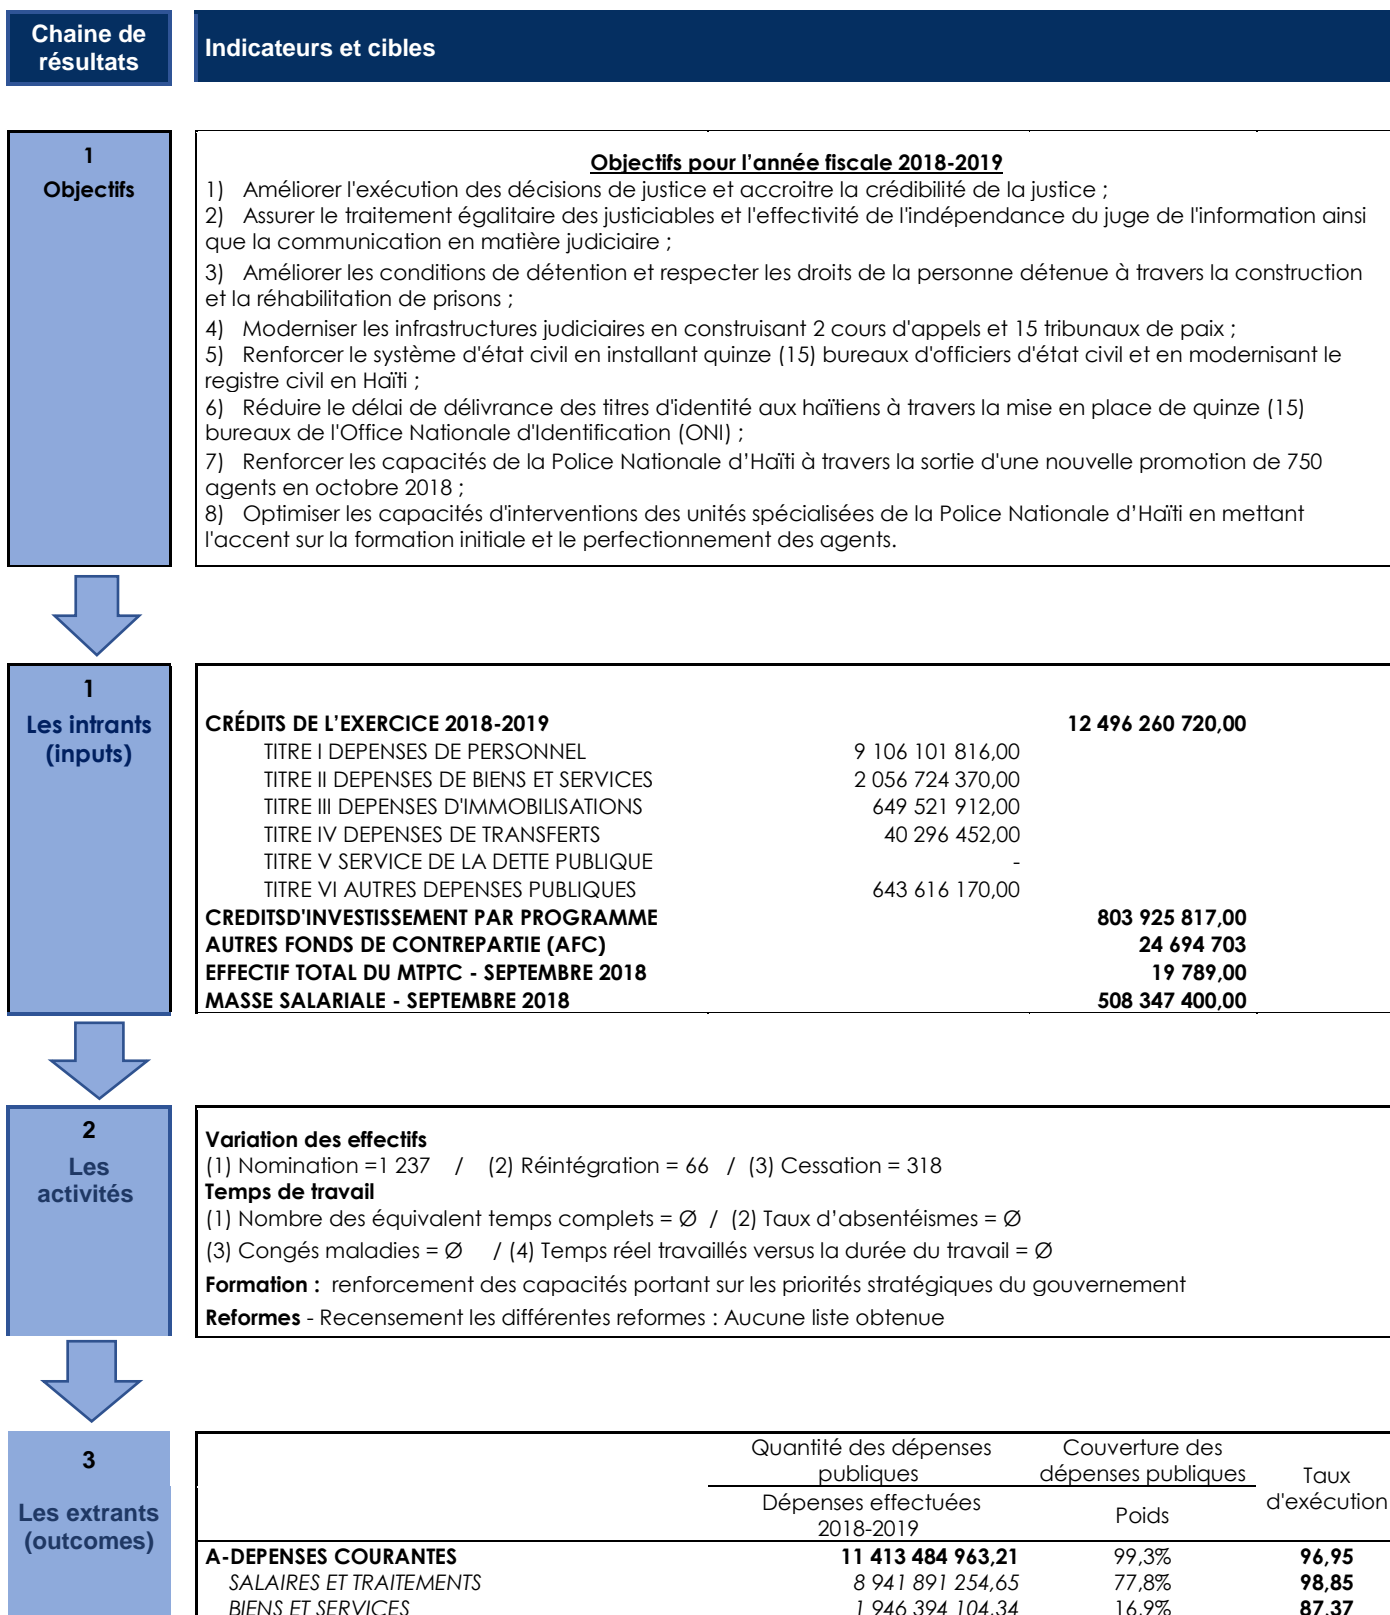 Chaine de
résultats
Indicateurs et cibles
1
Objectifs
Objectifs pour l'année fiscale 2018-2019
1) Améliorer l'exécution des décisions de justice et accroitre la crédibilité de la justice ;
2) Assurer le traitement égalitaire des justiciables et l'effectivité de l'indépendance du juge de l'information ainsi
que la communication en matière judiciaire ;
3) Améliorer les conditions de détention et respecter les droits de la personne détenue à travers la construction
et la réhabilitation de prisons ;
4) Moderniser les infrastructures judiciaires en construisant 2 cours d'appels et 15 tribunaux de paix ;
5) Renforcer le système d'état civil en installant quinze (15) bureaux d'officiers d'état civil et en modernisant le
registre civil en Haïti ;
6) Réduire le délai de délivrance des titres d'identité aux haïtiens à travers la mise en place de quinze (15)
bureaux de l'Office Nationale d'Identification (ONI) ;
7) Renforcer les capacités de la Police Nationale d'Haïti à travers la sortie d'une nouvelle promotion de 750
agents en octobre 2018 ;
8) Optimiser les capacités d'interventions des unités spécialisées de la Police Nationale d'Haïti en mettant
l'accent sur la formation initiale et le perfectionnement des agents.
1
Les intrants
(inputs)
CRÉDITS DE L'EXERCICE 2018-2019 12 496 260 720,00
TITRE I DEPENSES DE PERSONNEL 9 106 101 816,00
TITRE II DEPENSES DE BIENS ET SERVICES 2 056 724 370,00
TITRE III DEPENSES D'IMMOBILISATIONS 649 521 912,00
TITRE IV DEPENSES DE TRANSFERTS 40 296 452,00
TITRE V SERVICE DE LA DETTE PUBLIQUE -
TITRE VI AUTRES DEPENSES PUBLIQUES 643 616 170,00
CREDITSD'INVESTISSEMENT PAR PROGRAMME 803 925 817,00
AUTRES FONDS DE CONTREPARTIE (AFC) 24 694 703
EFFECTIF TOTAL DU MTPTC - SEPTEMBRE 2018 19 789,00
MASSE SALARIALE - SEPTEMBRE 2018 508 347 400,00
2
Les
activités
Variation des effectifs
(1) Nomination =1 237 / (2) Réintégration = 66 / (3) Cessation = 318
Temps de travail
(1) Nombre des équivalent temps complets = Ø / (2) Taux d'absentéismes = Ø
(3) Congés maladies = Ø / (4) Temps réel travaillés versus la durée du travail = Ø
Formation : renforcement des capacités portant sur les priorités stratégiques du gouvernement
Reformes - Recensement les différentes reformes : Aucune liste obtenue
3
Les extrants
(outcomes)
Quantité des dépenses
publiques
Couverture des
dépenses publiques
Taux
d'exécution
Dépenses effectuées
2018-2019
Poids
A-DEPENSES COURANTES 11 413 484 963,21 99,3% 96,95
SALAIRES ET TRAITEMENTS 8 941 891 254,65 77,8% 98,85
BIENS ET SERVICES 1 946 394 104,34 16,9% 87,37